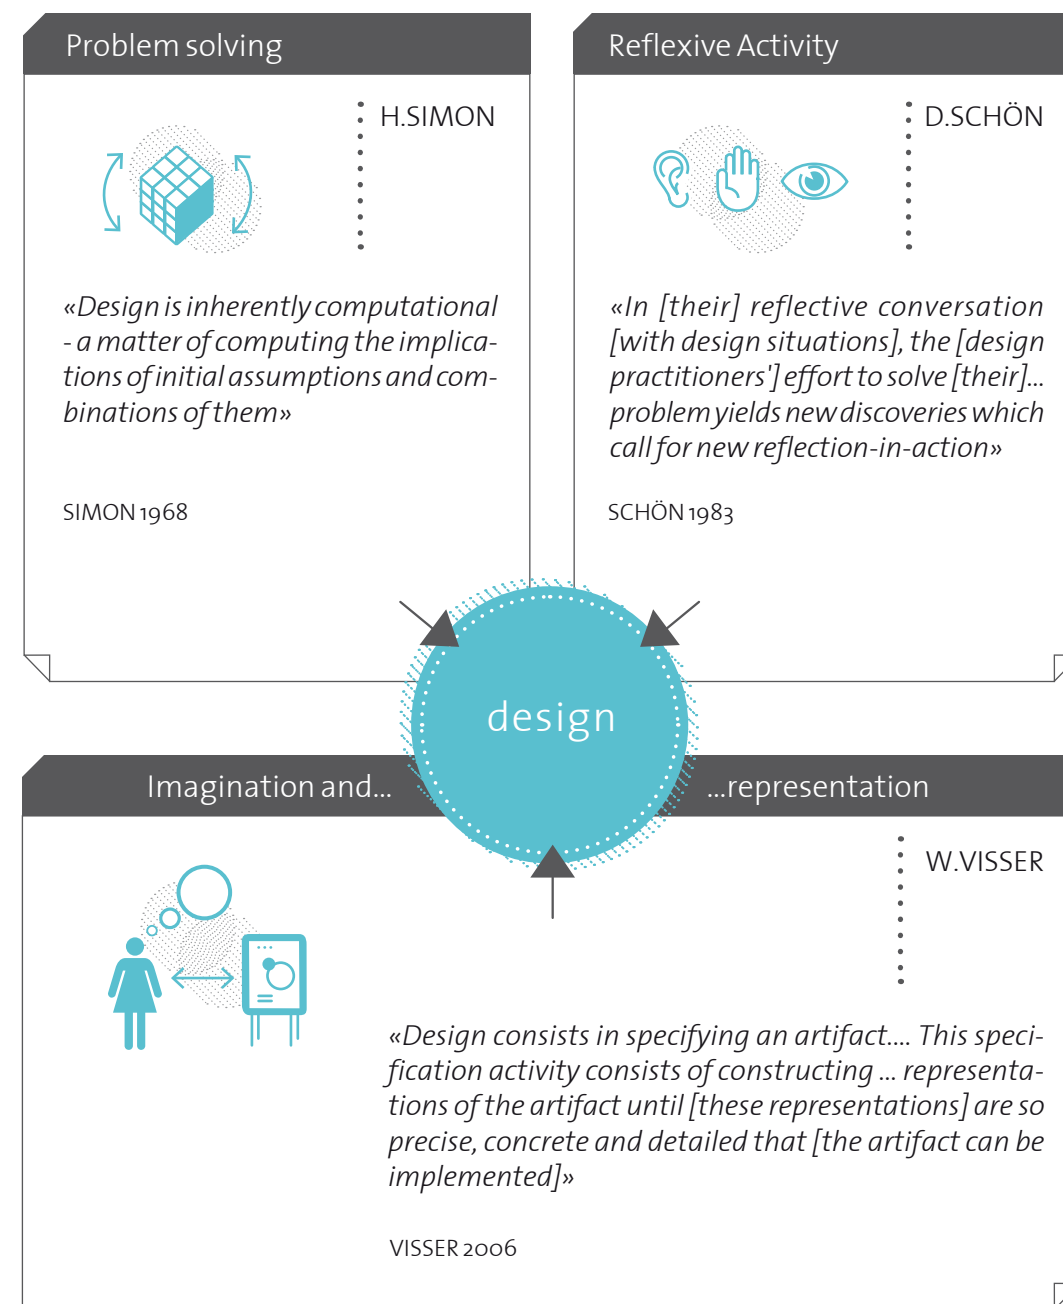 Problem solving
H.SIMON
«Design is inherently computational
- a matter of computing the implica-
tions of initial assumptions and com-
binations of them»
SIMON 1968
Reflexive Activity
D.SCHÖN
«In [their] reflective conversation
[with design situations], the [design
practitioners'] effort to solve [their]...
problem yields new discoveries which
call for new reflection-in-action»
SCHÖN 1983
design
Imagination and...
...representation
W.VISSER
«Design consists in specifying an artifact.... This speci-
fication activity consists of constructing ... representa-
tions of the artifact until [these representations] are so
precise, concrete and detailed that [the artifact can be
implemented]»
VISSER 2006